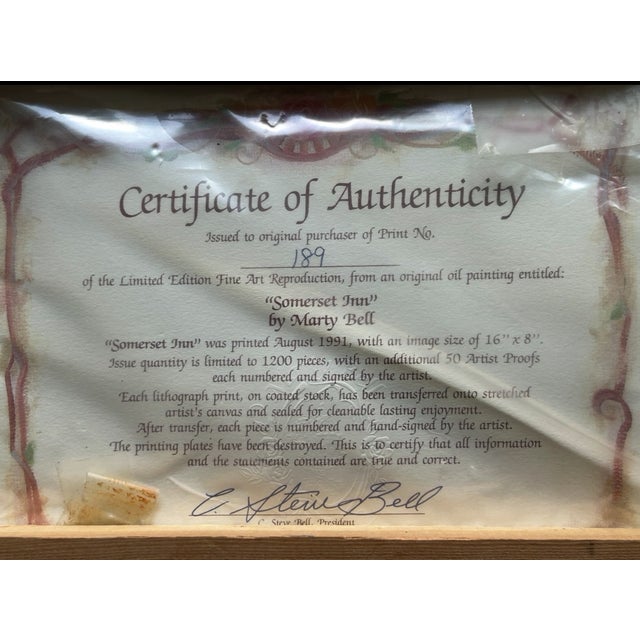 Certificate of Authenticity
Issued to original purchaser of Print No.
189
of the Limited Edition Fine Art Reproduction, from an original oil painting entitled:
"Somerset Inn"
by Marty Bell
"Somerset Inn" was printed August 1991, with an image size of 16" x 8".
Issue quantity is limited to 1200 pieces, with an additional 50 Artist Proofs
each numbered and signed by the artist.
Each lithograph print, on coated stock, has been transferred onto stretched
artist's canvas and sealed for cleanable lasting enjoyment.
After transfer, each piece is numbered and hand-signed by the artist.
The printing plates have been destroyed. This is to certify that all information
and the statements contained are true and correct.
C. Steve Bell
C. Steve Bell, President